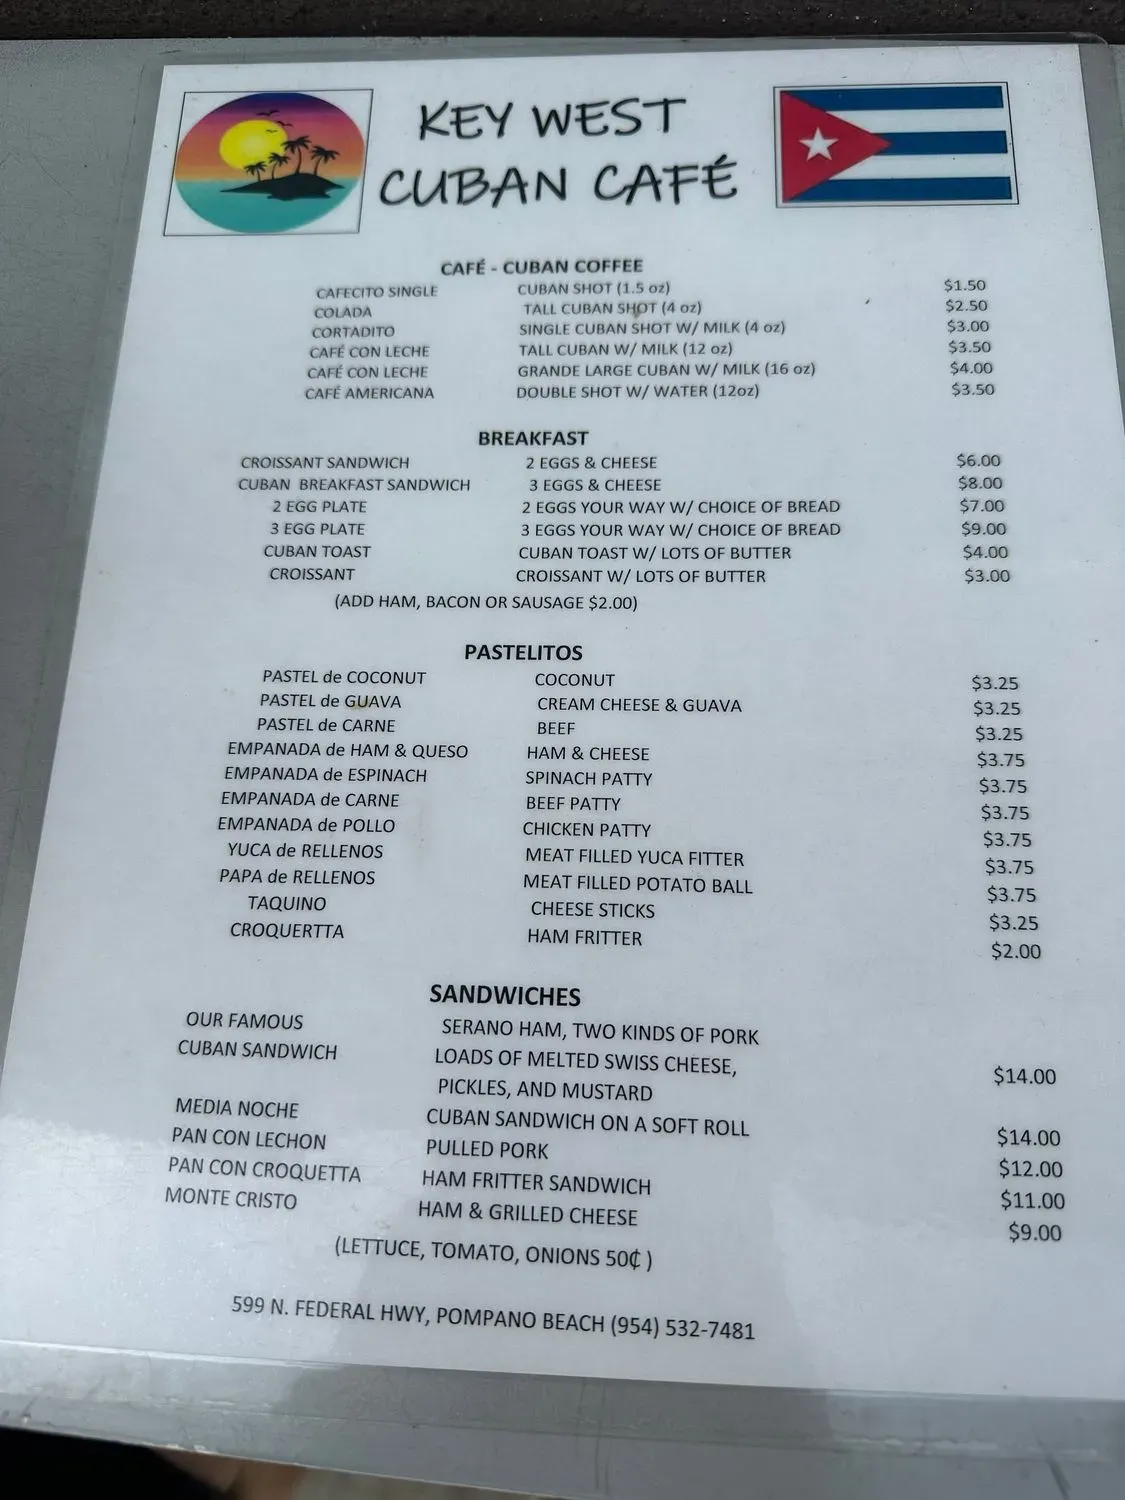 KEY WEST
CUBAN CAFÉ
CAFÉ - CUBAN COFFEE
CAFECITO SINGLE CUBAN SHOT (1.5 oz) $1.50
COLADA TALL CUBAN SHOT (4 oz) $2.50
CORTADITO SINGLE CUBAN SHOT W/ MILK (4 oz) $3.00
CAFÉ CON LECHE TALL CUBAN W/ MILK (12 oz) $3.50
CAFÉ CON LECHE GRANDE LARGE CUBAN W/ MILK (16 oz) $4.00
CAFÉ AMERICANA DOUBLE SHOT W/ WATER (12oz) $3.50
BREAKFAST
CROISSANT SANDWICH 2 EGGS & CHEESE $6.00
CUBAN BREAKFAST SANDWICH 3 EGGS & CHEESE $8.00
2 EGG PLATE 2 EGGS YOUR WAY W/ CHOICE OF BREAD $7.00
3 EGG PLATE 3 EGGS YOUR WAY W/ CHOICE OF BREAD $9.00
CUBAN TOAST CUBAN TOAST W/ LOTS OF BUTTER $4.00
CROISSANT CROISSANT W/ LOTS OF BUTTER $3.00
(ADD HAM, BACON OR SAUSAGE $2.00)
PASTELITOS
PASTEL de COCONUT COCONUT $3.25
PASTEL de GUAVA CREAM CHEESE & GUAVA $3.25
PASTEL de CARNE BEEF $3.25
EMPANADA de HAM & QUESO HAM & CHEESE $3.75
EMPANADA de ESPINACH SPINACH PATTY $3.75
EMPANADA de CARNE BEEF PATTY $3.75
EMPANADA de POLLO CHICKEN PATTY $3.75
YUCA de RELLENOS MEAT FILLED YUCA FITTER $3.75
PAPA de RELLENOS MEAT FILLED POTATO BALL $3.75
TAQUINO CHEESE STICKS $3.25
CROQUERTTA HAM FRITTER $2.00
SANDWICHES
OUR FAMOUS SERANO HAM, TWO KINDS OF PORK
CUBAN SANDWICH LOADS OF MELTED SWISS CHEESE,
PICKLES, AND MUSTARD $14.00
MEDIA NOCHE CUBAN SANDWICH ON A SOFT ROLL $14.00
PAN CON LECHON PULLED PORK $12.00
PAN CON CROQUETTA HAM FRITTER SANDWICH $11.00
MONTE CRISTO HAM & GRILLED CHEESE $9.00
(LETTUCE, TOMATO, ONIONS 50₵ )
599 N. FEDERAL HWY, POMPANO BEACH (954) 532-7481